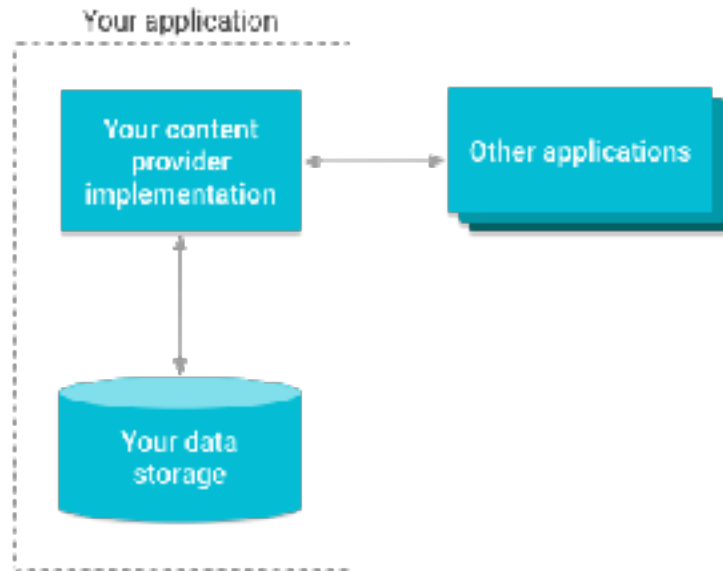 Your application
Your content
provider
implementation
Other applications
Your data
storage